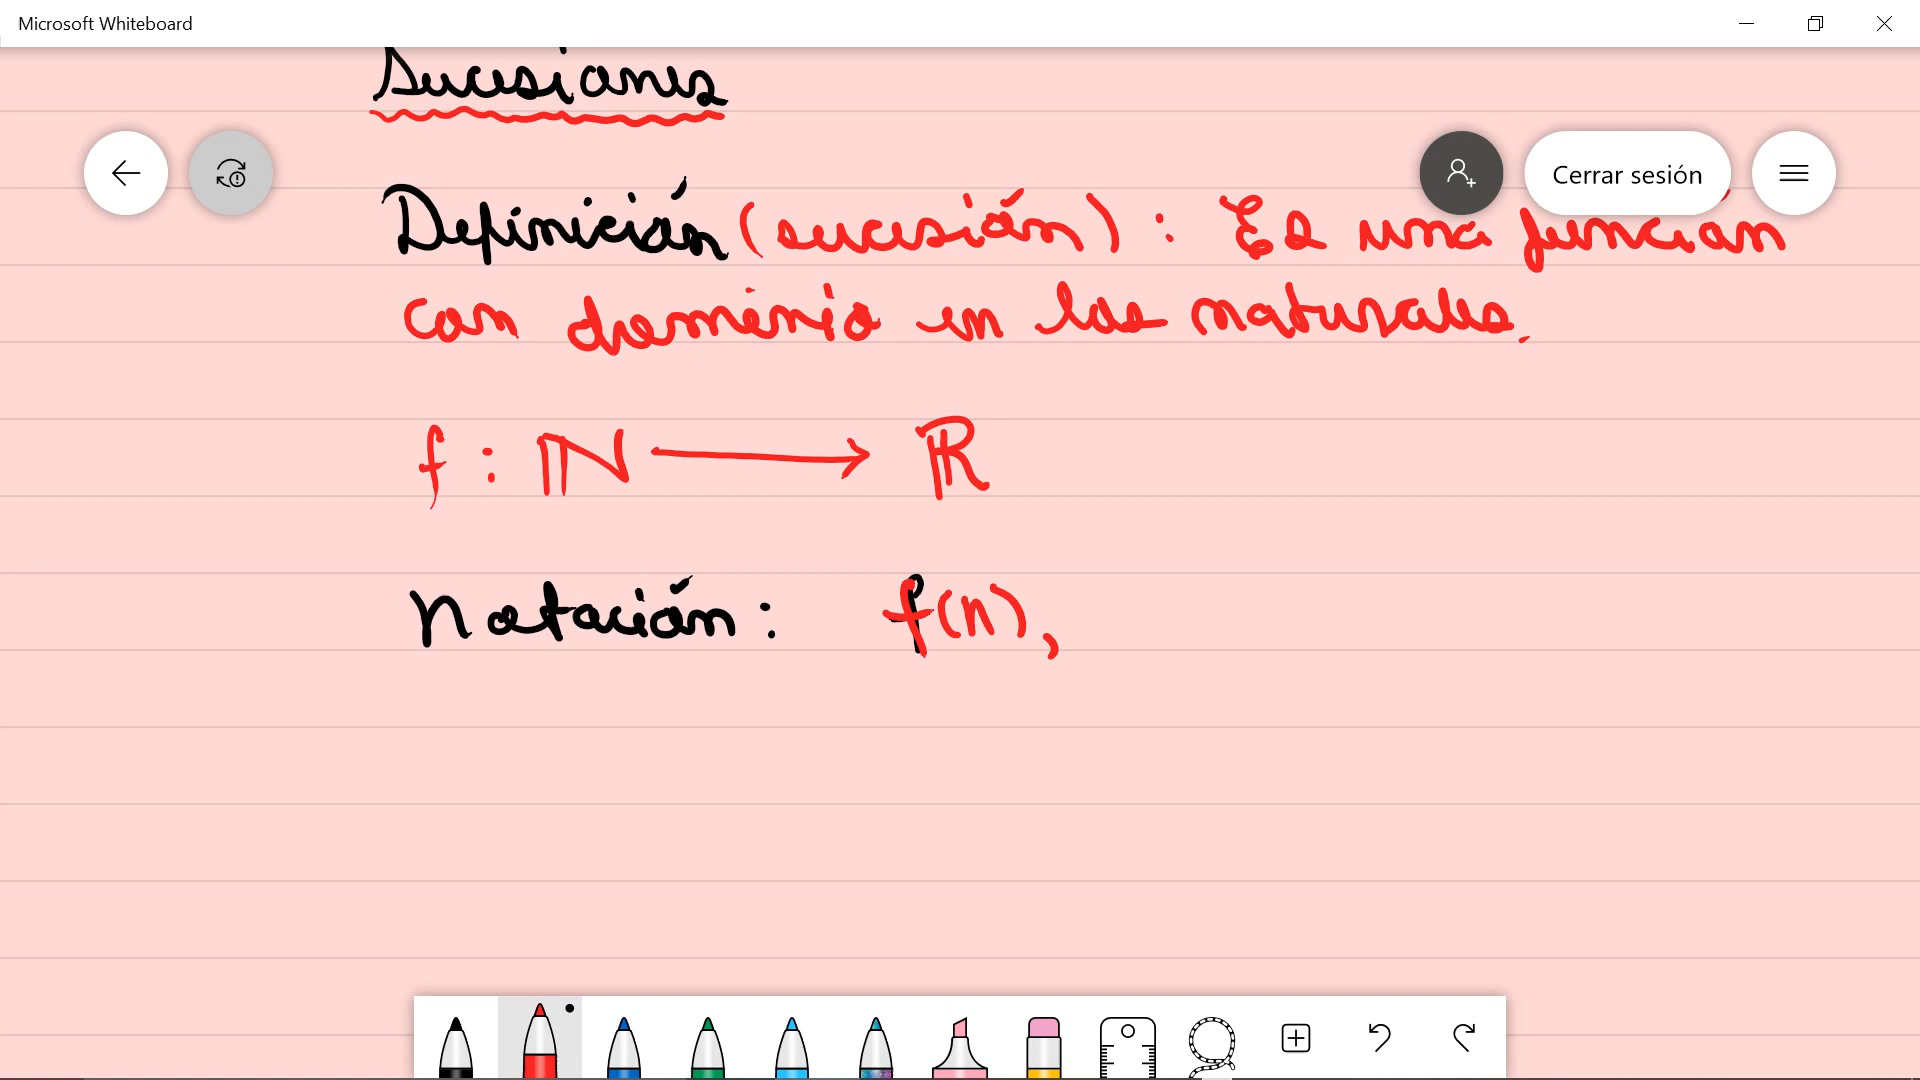 Microsoft Whiteboard
Sucesiones
Cerrar sesión
Definición (sucesión): Es una función
con dominio en los naturales.
f : ℕ ⟶ ℝ
Notación: f(n),